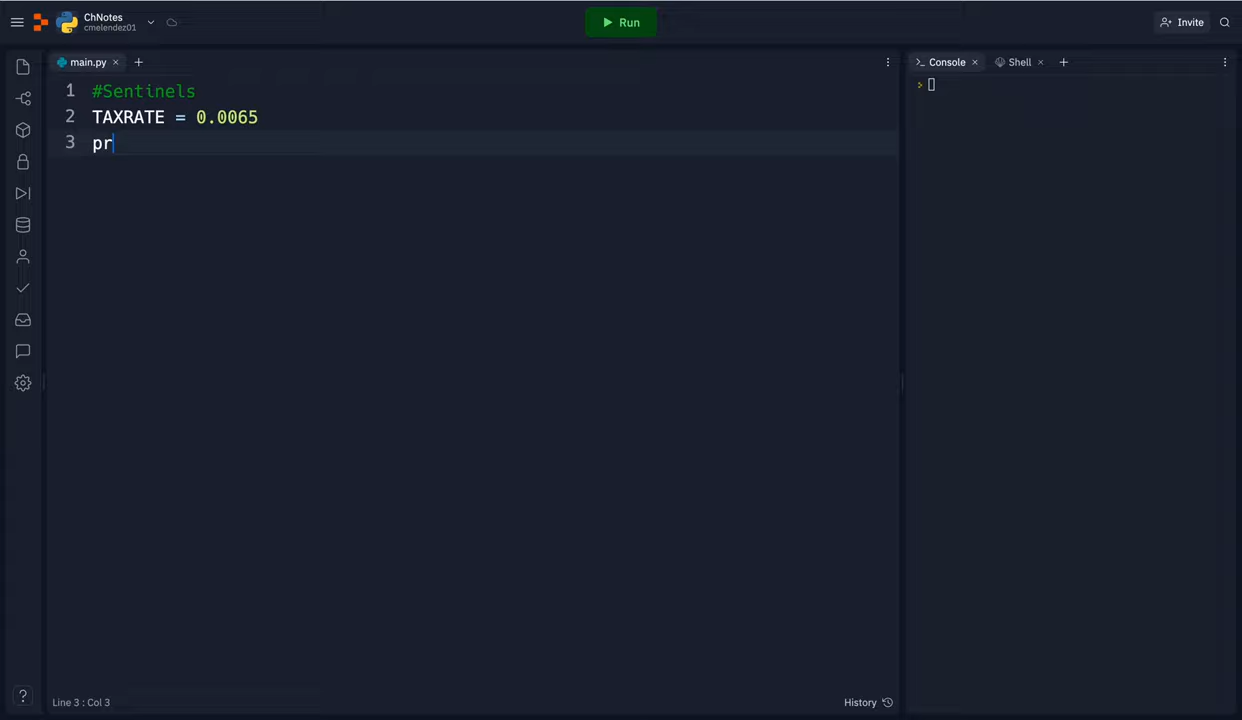 ChNotes
cmelendez01
Run
Invite
main.py
Console
Shell
1 #Sentinels
2 TAXRATE = 0.0065
3 pr
>
?
Line 3 : Col 3
History